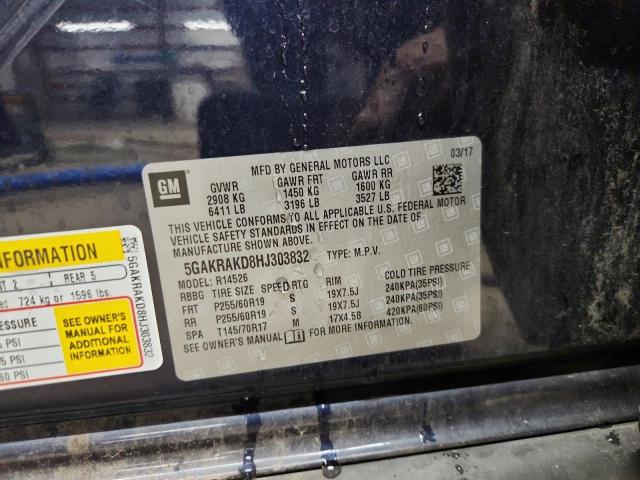 GM
MFD BY GENERAL MOTORS LLC
03/17
GVWR GAWR FRT GAWR RR
2908 KG 1450 KG 1600 KG
6411 LB 3196 LB 3527 LB
THIS VEHICLE CONFORMS TO ALL APPLICABLE U.S. FEDERAL MOTOR
VEHICLE SAFETY STANDARDS IN EFFECT ON THE DATE OF
MANUFACTURE SHOWN ABOVE.
5GAKRAKD8HJ303832 TYPE: M.P.V.
MODEL: R14526
RBBG TIRE SIZE SPEED RTG RIM COLD TIRE PRESSURE
FRT P255/60R19 S 19X7.5J 240KPA(35PSI)
RR P255/60R19 S 19X7.5J 240KPA(35PSI)
SPA T145/70R17 M 17X4.5B 420KPA(60PSI)
SEE OWNER'S MANUAL FOR MORE INFORMATION.
INFORMATION
2 REAR 5
724 kg or 1596 lbs.
PRESSURE
PSI
PSI
PSI
SEE OWNER'S
MANUAL FOR
ADDITIONAL
INFORMATION
5GAKRAKD8HJ303832